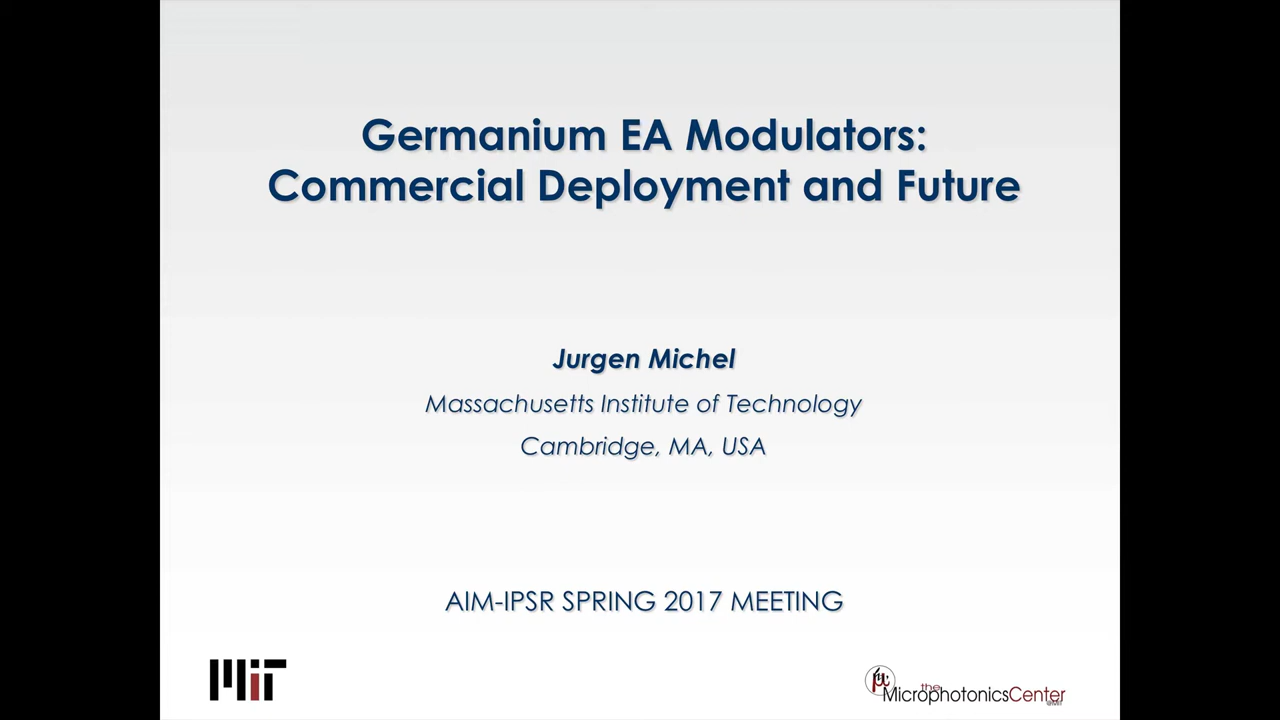 Germanium EA Modulators:
Commercial Deployment and Future
Jurgen Michel
Massachusetts Institute of Technology
Cambridge, MA, USA
AIM-IPSR SPRING 2017 MEETING
MIT
the
MicrophotonicsCenter